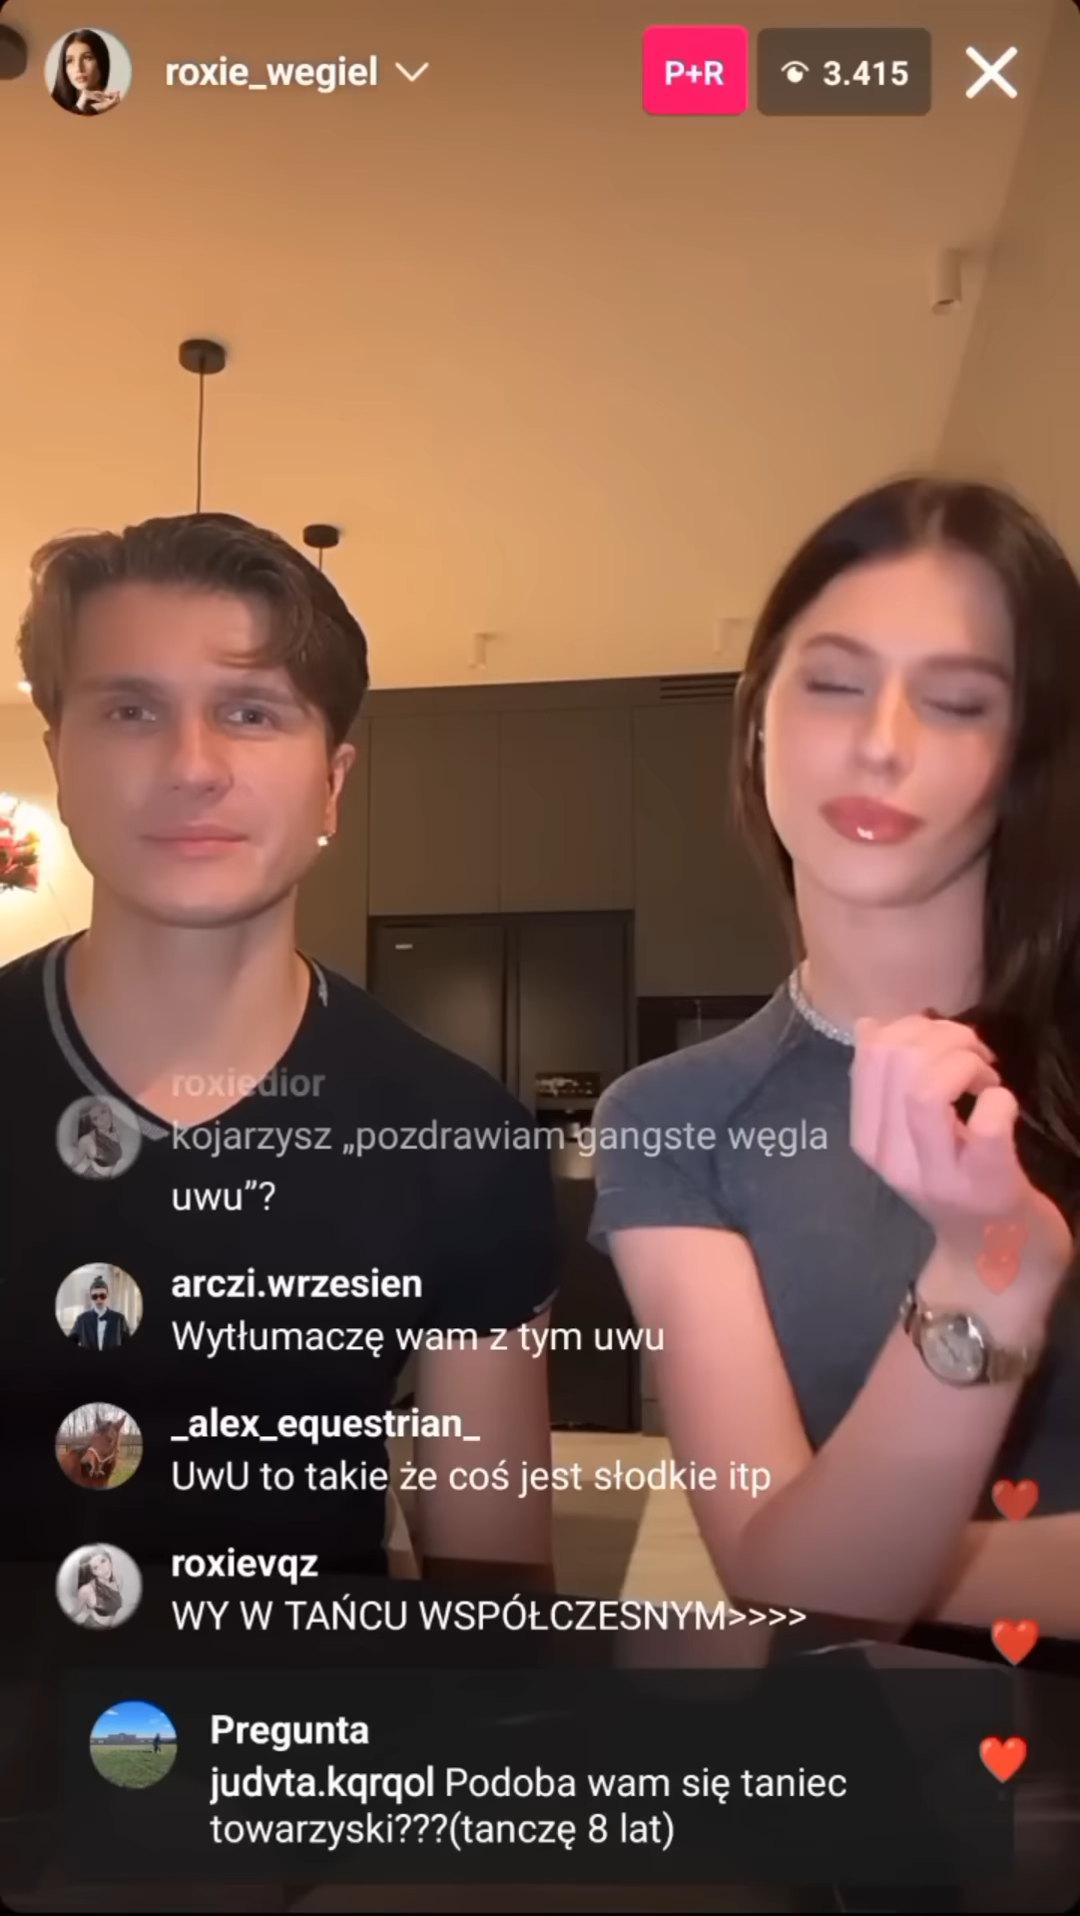 roxie_wegiel
P+R
3.415
roxiedior
kojarzysz „pozdrawiam gangste węgla
uwu”?
arczi.wrzesien
Wytłumaczę wam z tym uwu
_alex_equestrian_
UwU to takie że coś jest słodkie itp
roxievqz
WY W TAŃCU WSPÓŁCZESNYM>>>>
Pregunta
judvta.kqrqol Podoba wam się taniec
towarzyski???(tanczę 8 lat)